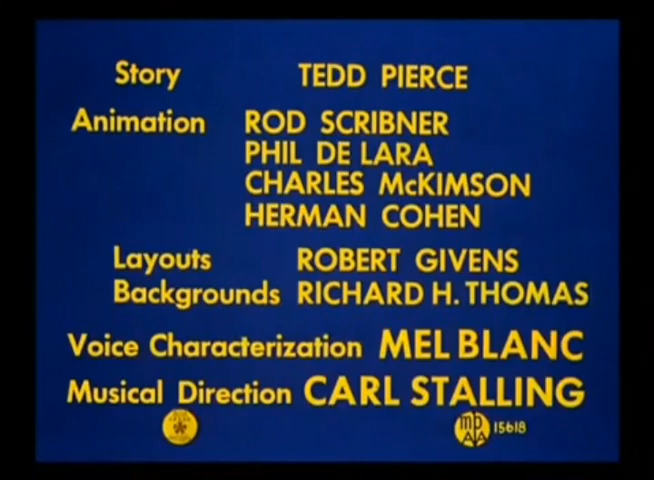 Story TEDD PIERCE
Animation ROD SCRIBNER
PHIL DE LARA
CHARLES McKIMSON
HERMAN COHEN
Layouts ROBERT GIVENS
Backgrounds RICHARD H. THOMAS
Voice Characterization MEL BLANC
Musical Direction CARL STALLING
MPAA 15618